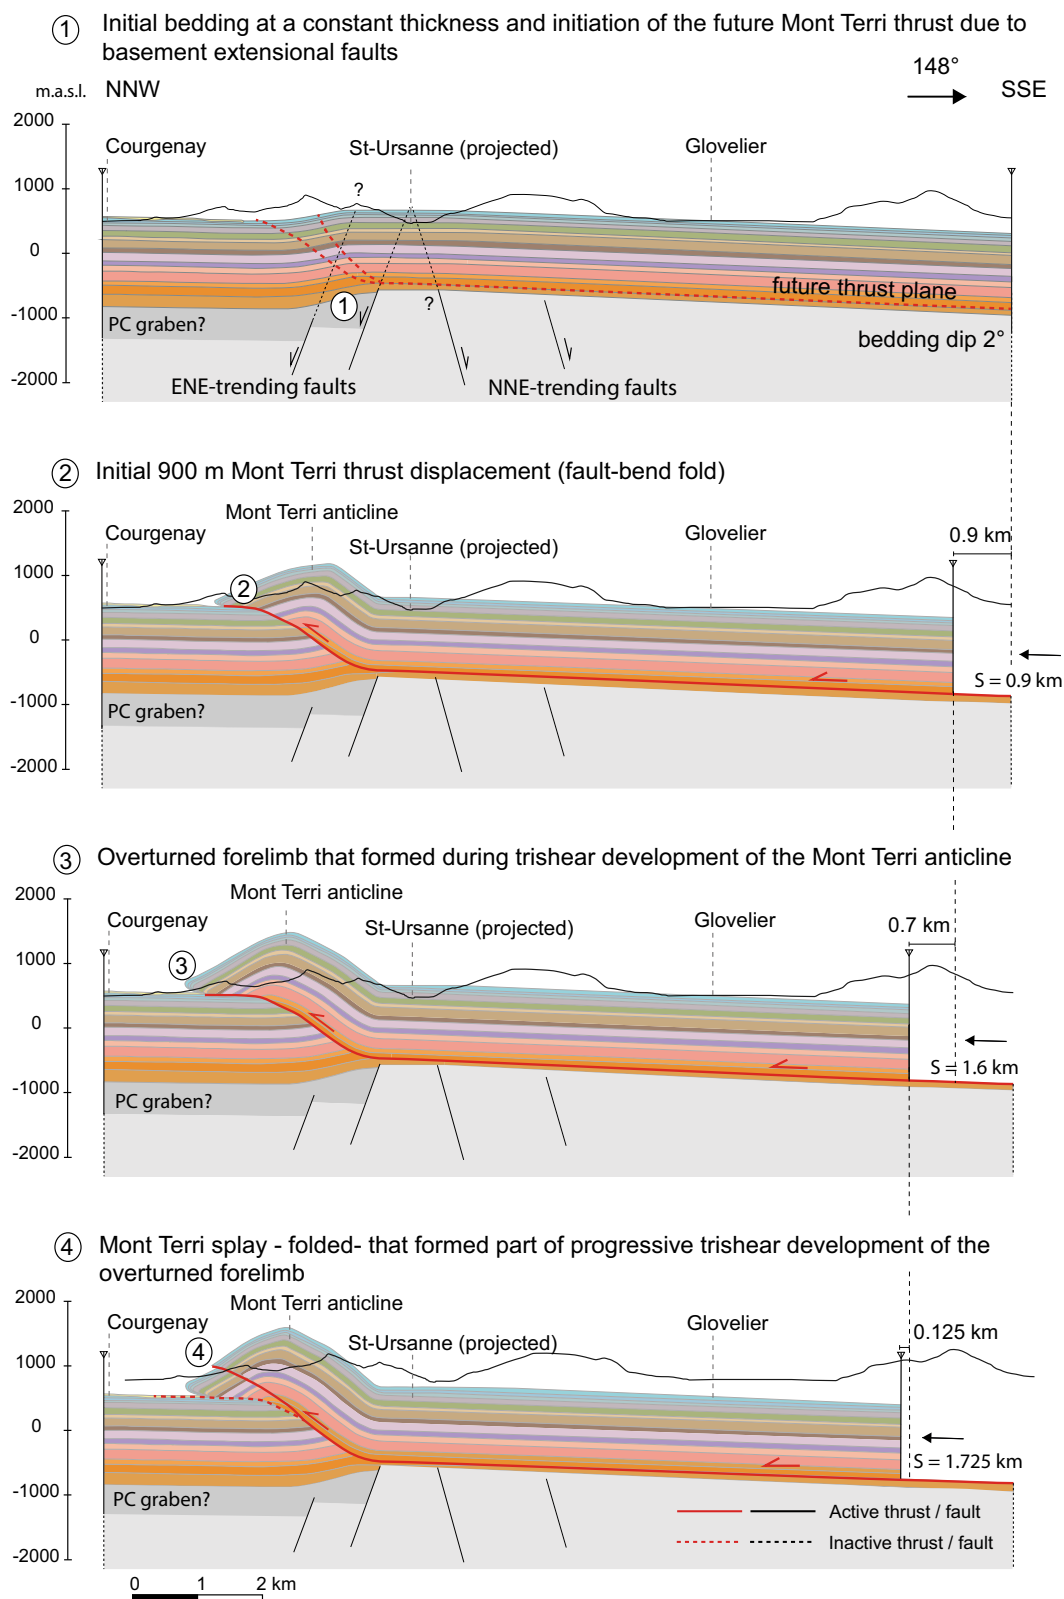 1 Initial bedding at a constant thickness and initiation of the future Mont Terri thrust due to
basement extensional faults
148°
m.a.s.l. NNW SSE
2000
Courgenay St-Ursanne (projected) Glovelier
1000
?
0
future thrust plane
1 ?
-1000
PC graben?
bedding dip 2°
-2000
ENE-trending faults NNE-trending faults
2 Initial 900 m Mont Terri thrust displacement (fault-bend fold)
2000
Mont Terri anticline
Courgenay St-Ursanne (projected) Glovelier 0.9 km
1000
2
0
S = 0.9 km
-1000
PC graben?
-2000
3 Overturned forelimb that formed during trishear development of the Mont Terri anticline
2000
Mont Terri anticline
Courgenay St-Ursanne (projected) Glovelier 0.7 km
3
1000
0
S = 1.6 km
-1000
PC graben?
-2000
4 Mont Terri splay - folded- that formed part of progressive trishear development of the
overturned forelimb
2000
Mont Terri anticline
Courgenay St-Ursanne (projected) Glovelier 0.125 km
4
1000
0
S = 1.725 km
-1000
PC graben?
Active thrust / fault
Inactive thrust / fault
-2000
0 1 2 km